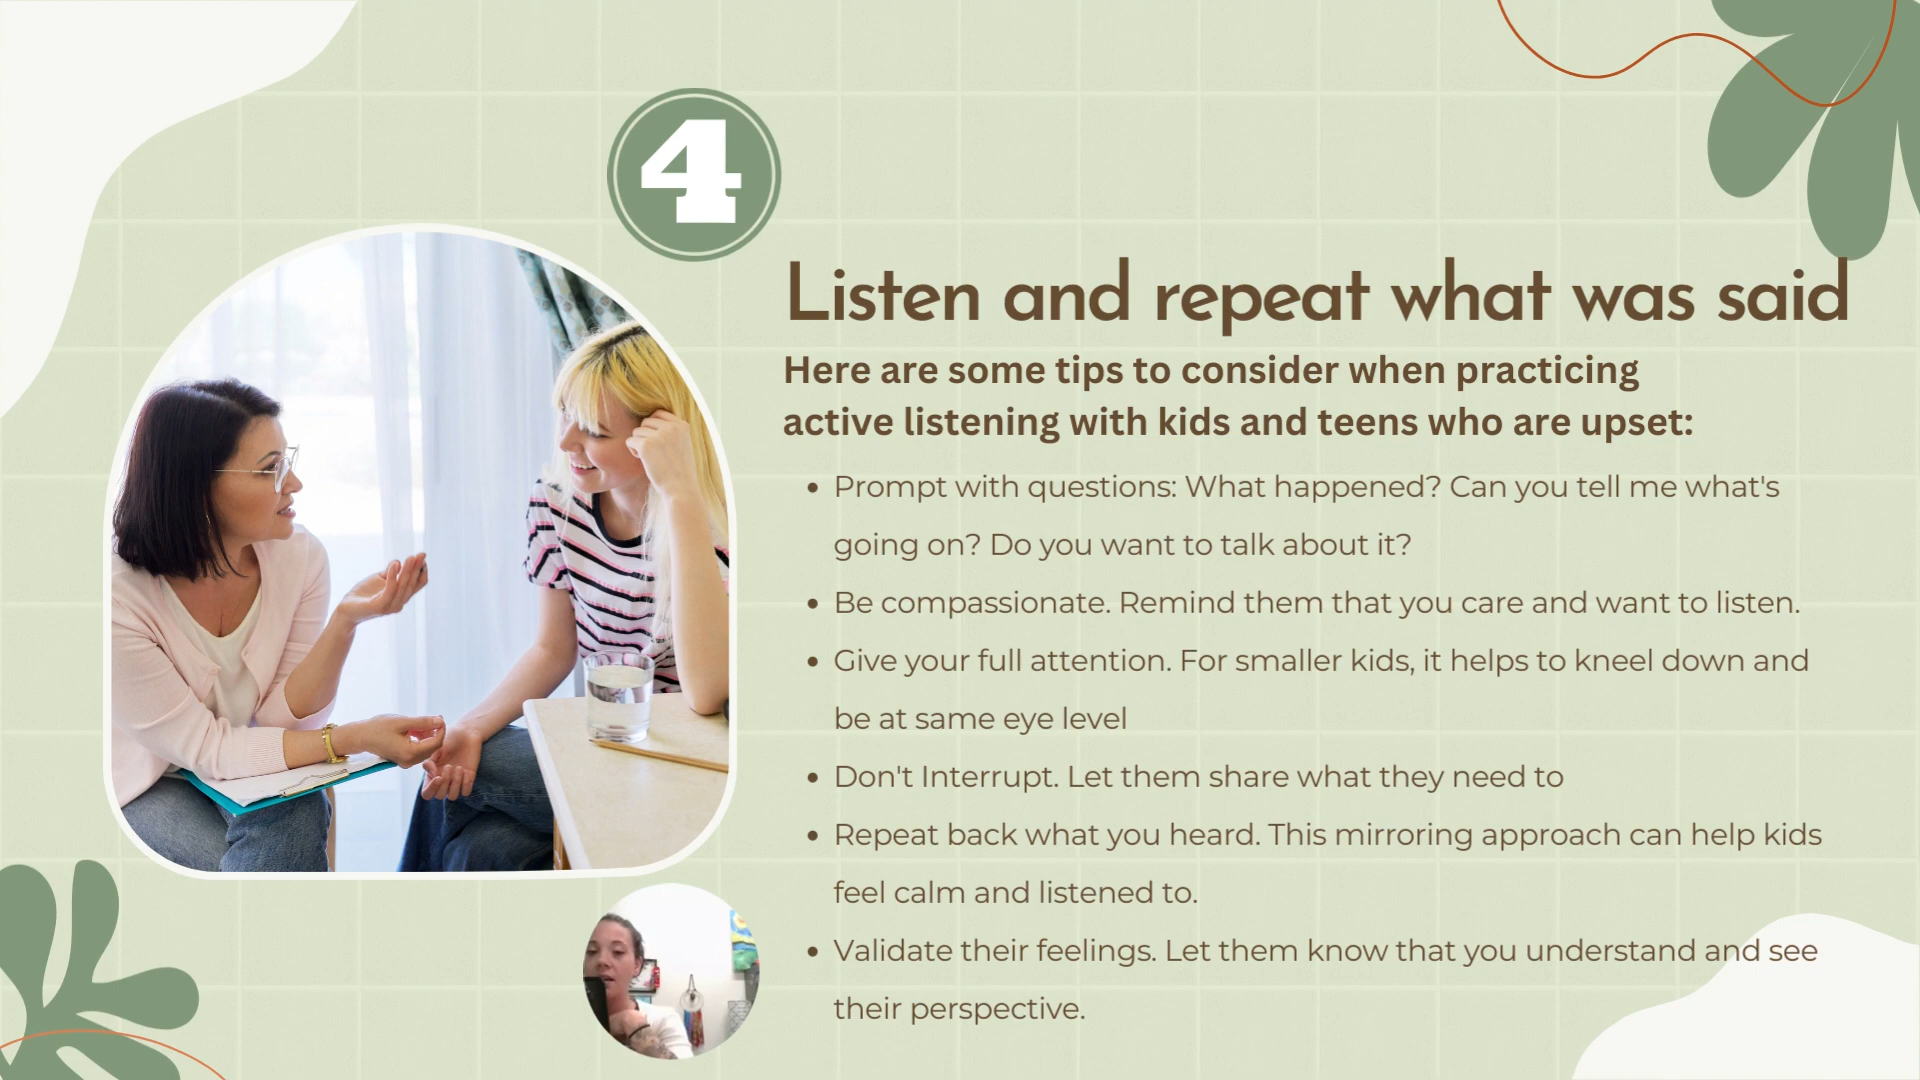 4
Listen and repeat what was said
Here are some tips to consider when practicing
active listening with kids and teens who are upset:
• Prompt with questions: What happened? Can you tell me what's
going on? Do you want to talk about it?
• Be compassionate. Remind them that you care and want to listen.
• Give your full attention. For smaller kids, it helps to kneel down and
be at same eye level
• Don't Interrupt. Let them share what they need to
• Repeat back what you heard. This mirroring approach can help kids
feel calm and listened to.
• Validate their feelings. Let them know that you understand and see
their perspective.